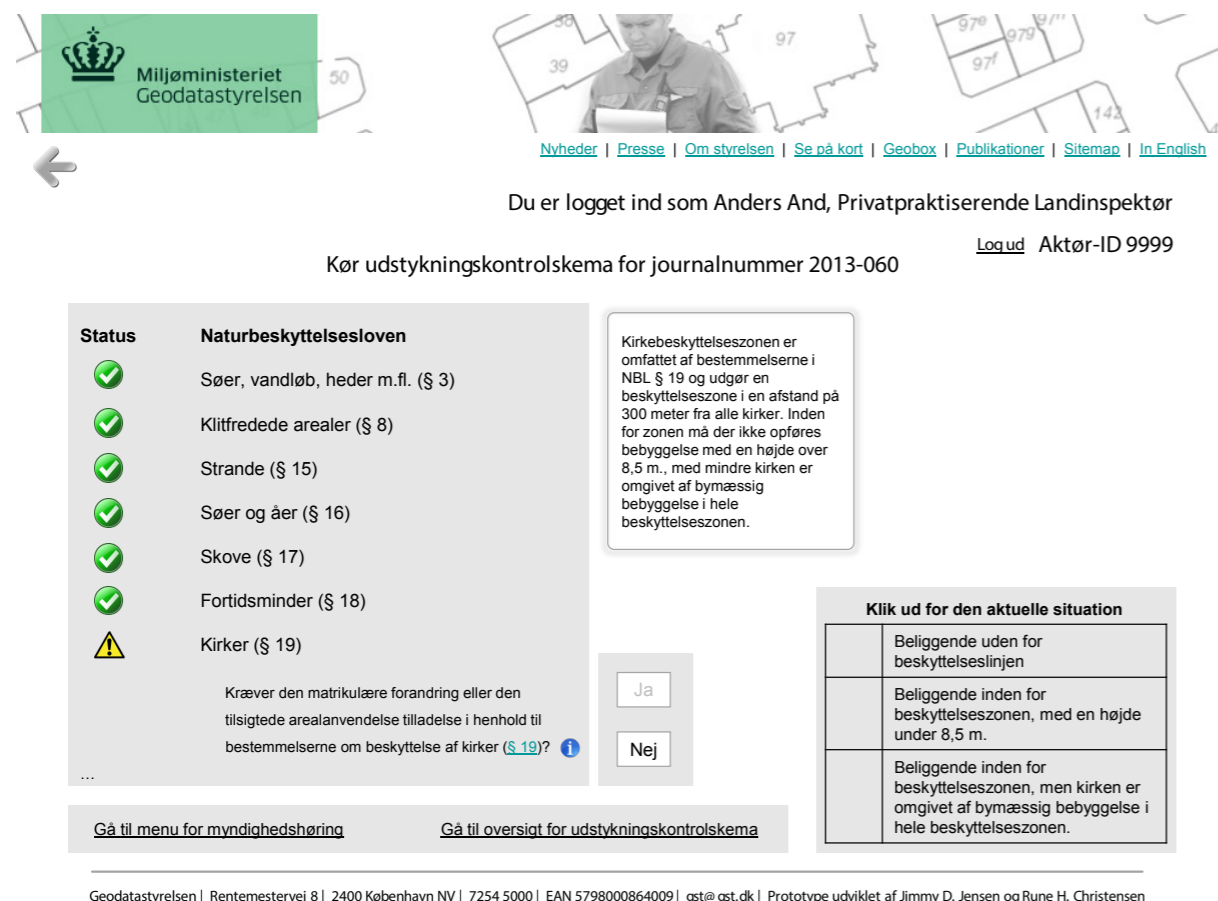 38
97
97e
979
97f
39
50
142
Miljøministeriet
Geodatastyrelsen
Nyheder | Presse | Om styrelsen | Se på kort | Geobox | Publikationer | Sitemap | In English
Du er logget ind som Anders And, Privatpraktiserende Landinspektør
Log ud Aktør-ID 9999
Kør udstykningskontrolskema for journalnummer 2013-060
Status Naturbeskyttelsesloven
Søer, vandløb, heder m.fl. (§ 3)
Klitfredede arealer (§ 8)
Strande (§ 15)
Søer og åer (§ 16)
Skove (§ 17)
Fortidsminder (§ 18)
Kirker (§ 19)
Kræver den matrikulære forandring eller den
tilsigtede arealanvendelse tilladelse i henhold til
bestemmelserne om beskyttelse af kirker (§ 19)?
…
Ja
Nej
Kirkebeskyttelseszonen er
omfattet af bestemmelserne i
NBL § 19 og udgør en
beskyttelseszone i en afstand på
300 meter fra alle kirker. Inden
for zonen må der ikke opføres
bebyggelse med en højde over
8,5 m., med mindre kirken er
omgivet af bymæssig
bebyggelse i hele
beskyttelseszonen.
Klik ud for den aktuelle situation
Beliggende uden for
beskyttelseslinjen
Beliggende inden for
beskyttelseszonen, med en højde
under 8,5 m.
Beliggende inden for
beskyttelseszonen, men kirken er
omgivet af bymæssig bebyggelse i
hele beskyttelseszonen.
Gå til menu for myndighedshøring
Gå til oversigt for udstykningskontrolskema
Geodatastyrelsen | Rentemestervej 8 | 2400 København NV | 7254 5000 | EAN 5798000864009 | gst@gst.dk | Prototype udviklet af Jimmy D. Jensen og Rune H. Christensen